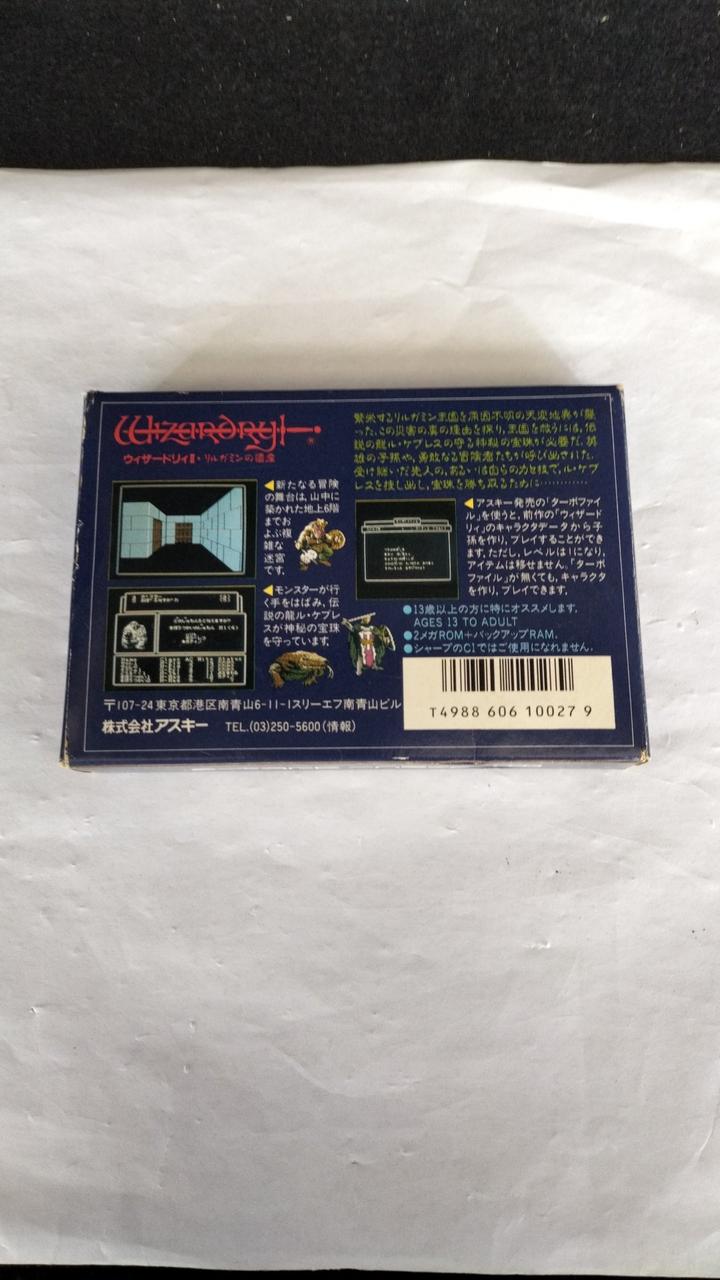 Wizardry
®
ウィザードリィⅡ・リルガミンの遺産
繁栄するリルガミン王国を原因不明の天変地異が襲
った。この災害の真の理由を探り、王国を救うには、伝
説の龍ル・ケブレスの守る神秘の宝珠が必要だ。英
雄の子孫や、勇敢なる冒険者たちが呼び出された。
受け継いだ先人の、あるいは自らの力と技で、ル・ケブ
レスを捜し出し、宝珠を勝ち取るために…………
◀新たなる冒険
の舞台は、山中に
築かれた地上6階
までお
よぶ複
雑な
迷宮
です。
◀モンスターが行
く手をはばみ、伝
説の龍ル・ケブレ
スが神秘の宝珠
を守っています。
◀アスキー発売の「ターボファイ
ル」を使うと、前作の「ウィザード
リィ」のキャラクタデータから子
孫を作り、プレイすることができ
ます。ただし、レベルは1になり、
アイテムは移せません。「ターボ
ファイル」が無くても、キャラクタ
を作り、プレイできます。
●13歳以上の方に特にオススメします。
AGES 13 TO ADULT
●2メガROM+バックアップRAM。
●シャープのC1ではご使用になれません。
〒107-24東京都港区南青山6-11-1スリーエフ南青山ビル
株式会社アスキー TEL.(03)250-5600(情報)
T4988 606 10027 9